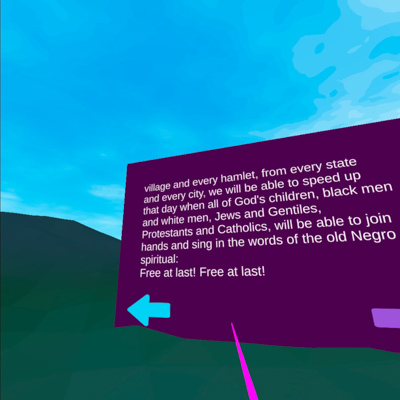 village and every hamlet, from every state
and every city, we will be able to speed up
that day when all of God's children, black men
and white men, Jews and Gentiles,
Protestants and Catholics, will be able to join
hands and sing in the words of the old Negro
spiritual:
Free at last! Free at last!